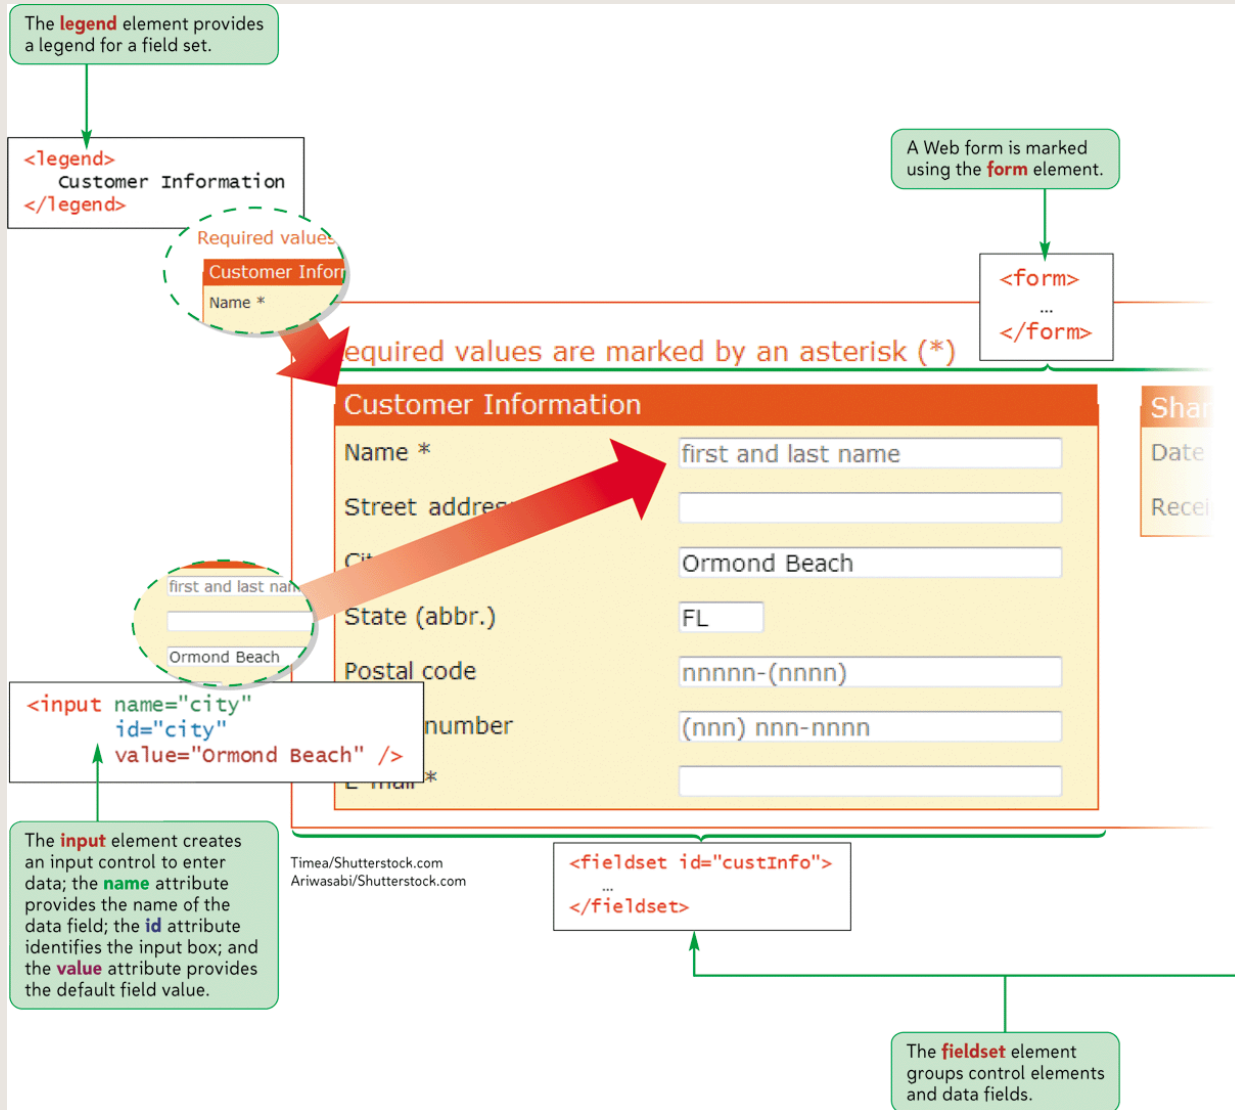 The legend element provides
a legend for a field set.
<legend>
Customer Information
</legend>
A Web form is marked
using the form element.
<form>
...
</form>
Required values
Customer
Name *
required values are marked by an asterisk (*)
Customer Information
Name *
first and last name
Street
Ormond Beach
State (abbr.)
FL
Postal code
nnnnn-(nnnn)
number
(nnn) nnn-nnnn
*
Date
first and last
Ormond Beach
<input name="city"
id="city"
value="Ormond Beach" />
The input element creates
an input control to enter
data; the name attribute
provides the name of the
data field; the id attribute
identifies the input box; and
the value attribute provides
the default field value.
Timea/Shutterstock.com
Ariwasabi/Shutterstock.com
<fieldset id="custInfo">
...
</fieldset>
The fieldset element
groups control elements
and data fields.